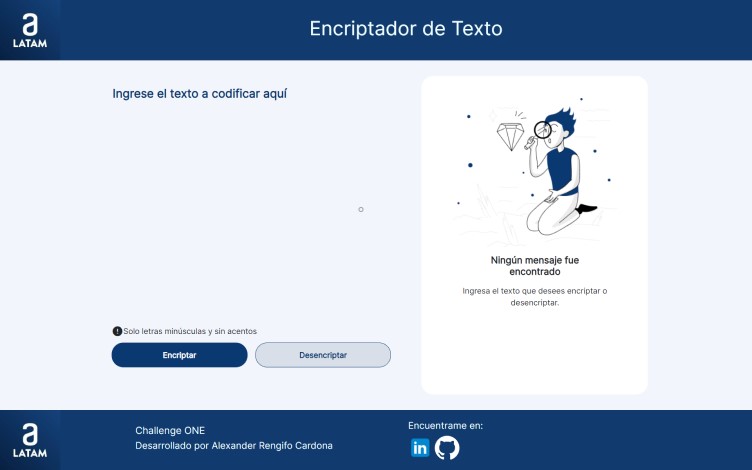 a
LATAM
Encriptador de Texto
Ingrese el texto a codificar aquí
Ningún mensaje fue
encontrado
Ingresa el texto que desees encriptar o
desencriptar.
! Solo letras minúsculas y sin acentos
Encriptar
Desencriptar
a
LATAM
Challenge ONE
Desarrollado por Alexander Rengifo Cardona
Encuentrame en:
in